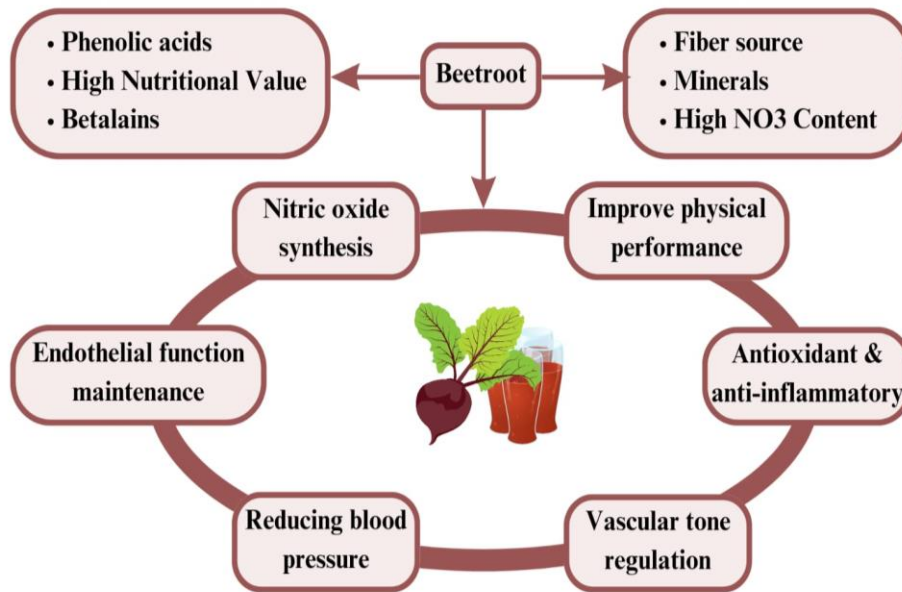 • Phenolic acids
• High Nutritional Value
• Betalains
Beetroot
• Fiber source
• Minerals
• High NO3 Content
Nitric oxide
synthesis
Improve physical
performance
Endothelial function
maintenance
Antioxidant &
anti-inflammatory
Reducing blood
pressure
Vascular tone
regulation